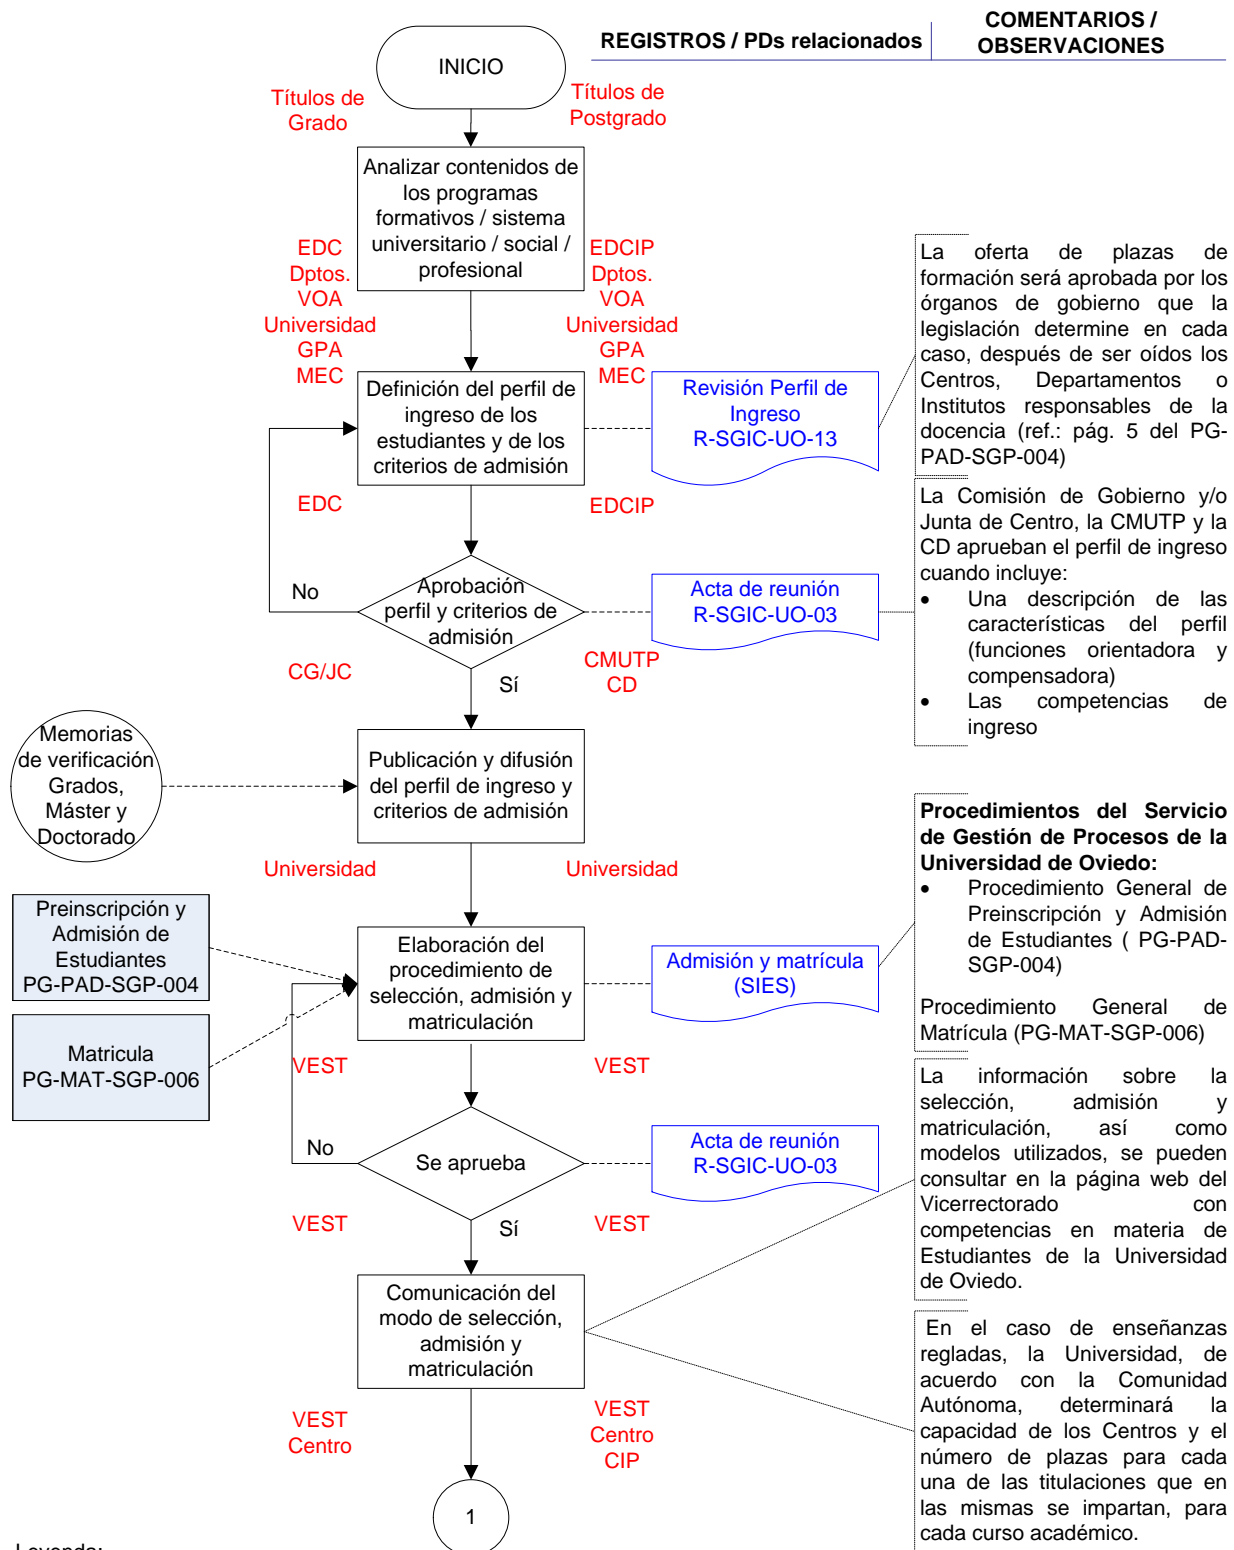 REGISTROS / PDs relacionados
COMENTARIOS /
OBSERVACIONES
INICIO
Títulos de
Grado
Títulos de
Postgrado
Analizar contenidos de
los programas
formativos / sistema
universitario / social /
profesional
EDC
Dptos.
VOA
Universidad
GPA
MEC
EDCIP
Dptos.
VOA
Universidad
GPA
MEC
Definición del perfil de
ingreso de los
estudiantes y de los
criterios de admisión
Revisión Perfil de
Ingreso
R-SGIC-UO-13
La oferta de plazas de
formación será aprobada por los
órganos de gobierno que la
legislación determine en cada
caso, después de ser oídos los
Centros, Departamentos o
Institutos responsables de la
docencia (ref.: pág. 5 del PG-
PAD-SGP-004)
EDC
EDCIP
No
Aprobación
perfil y criterios de
admisión
Acta de reunión
R-SGIC-UO-03
La Comisión de Gobierno y/o
Junta de Centro, la CMUTP y la
CD aprueban el perfil de ingreso
cuando incluye:
• Una descripción de las
características del perfil
(funciones orientadora y
compensadora)
• Las competencias de
ingreso
CG/JC
Sí
CMUTP
CD
Memorias
de verificación
Grados,
Máster y
Doctorado
Publicación y difusión
del perfil de ingreso y
criterios de admisión
Universidad
Universidad
Preinscripción y
Admisión de
Estudiantes
PG-PAD-SGP-004
Matricula
PG-MAT-SGP-006
Elaboración del
procedimiento de
selección, admisión y
matriculación
Admisión y matrícula
(SIES)
Procedimientos del Servicio
de Gestión de Procesos de la
Universidad de Oviedo:
• Procedimiento General de
Preinscripción y Admisión
de Estudiantes ( PG-PAD-
SGP-004)
Procedimiento General de
Matrícula (PG-MAT-SGP-006)
VEST
VEST
No
Se aprueba
Acta de reunión
R-SGIC-UO-03
La información sobre la
selección, admisión y
matriculación, así como
modelos utilizados, se pueden
consultar en la página web del
Vicerrectorado con
competencias en materia de
Estudiantes de la Universidad
de Oviedo.
VEST
Sí
VEST
Comunicación del
modo de selección,
admisión y
matriculación
En el caso de enseñanzas
regladas, la Universidad, de
acuerdo con la Comunidad
Autónoma, determinará la
capacidad de los Centros y el
número de plazas para cada
una de las titulaciones que en
las mismas se impartan, para
cada curso académico.
VEST
Centro
VEST
Centro
CIP
1
Leyenda: